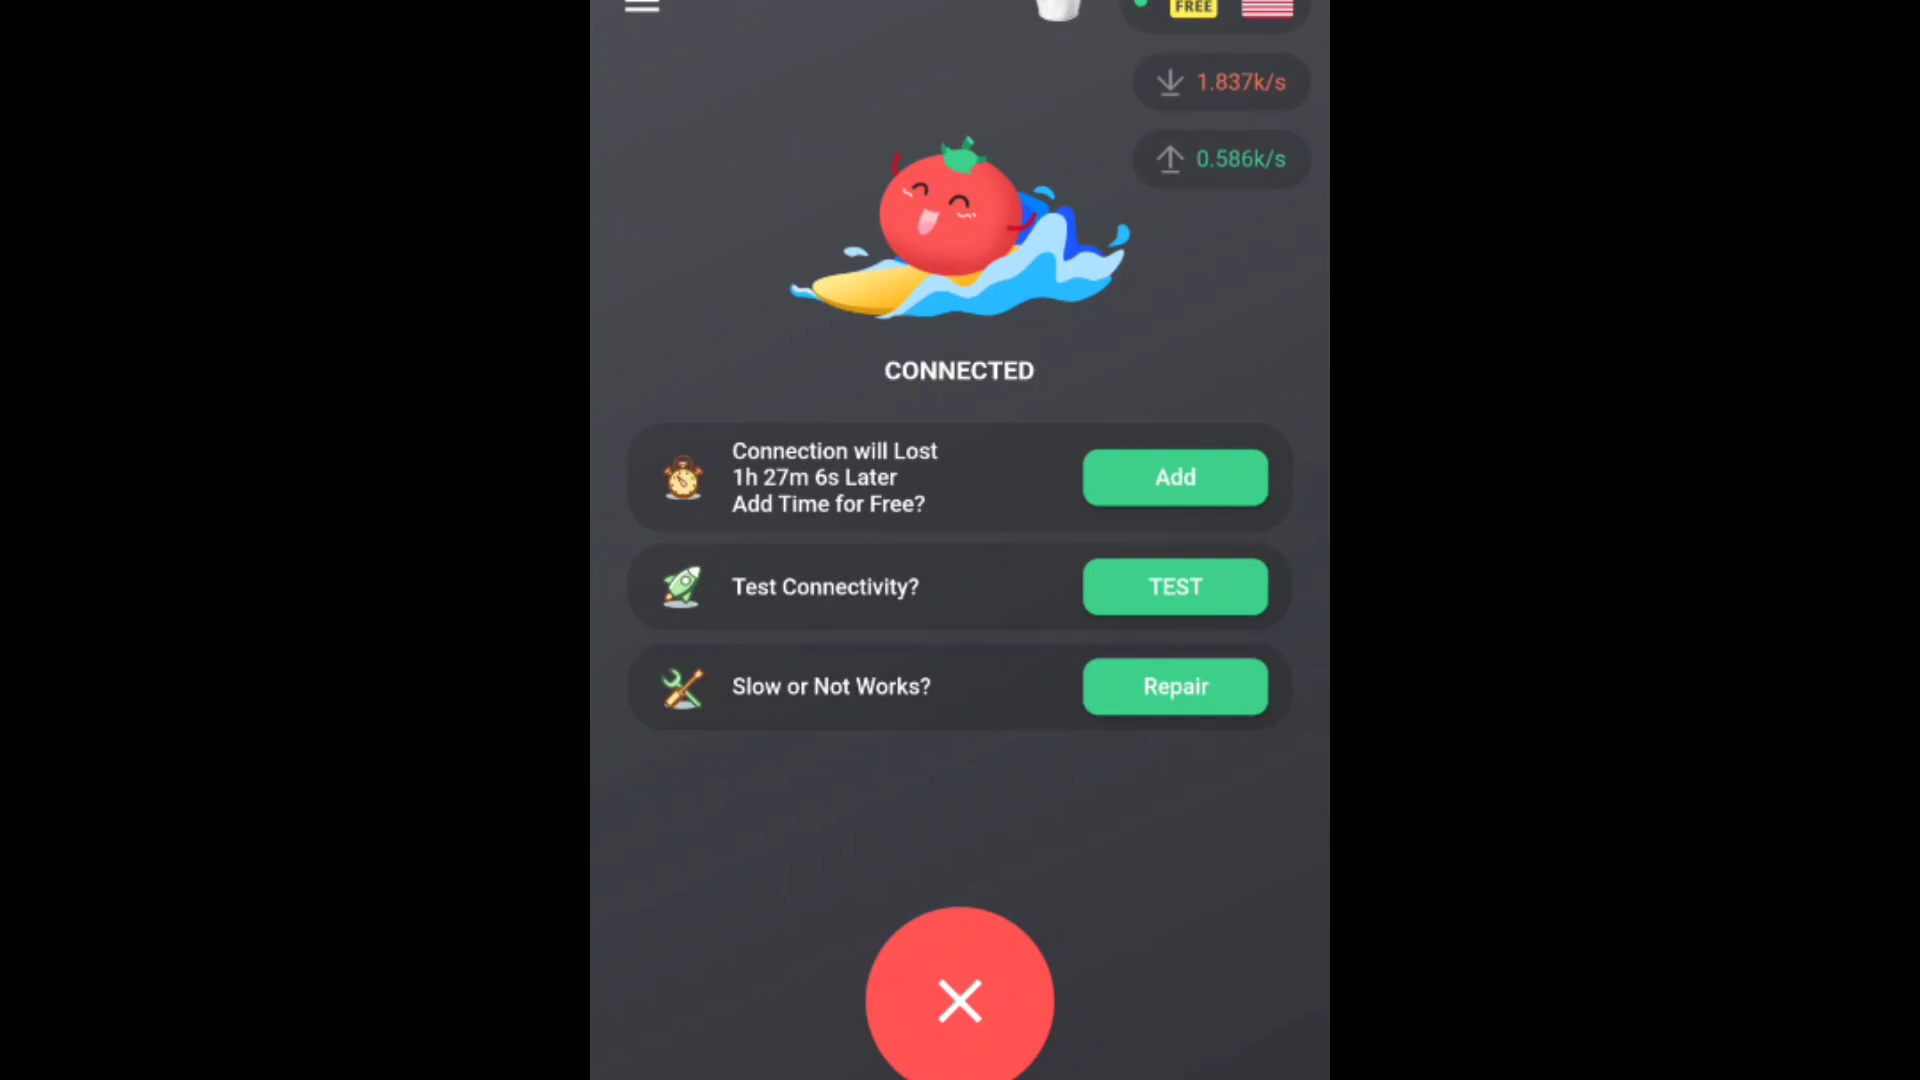 FREE
1.837k/s
0.586k/s
CONNECTED
Connection will Lost
1h 27m 6s Later
Add Time for Free?
Add
Test Connectivity?
TEST
Slow or Not Works?
Repair